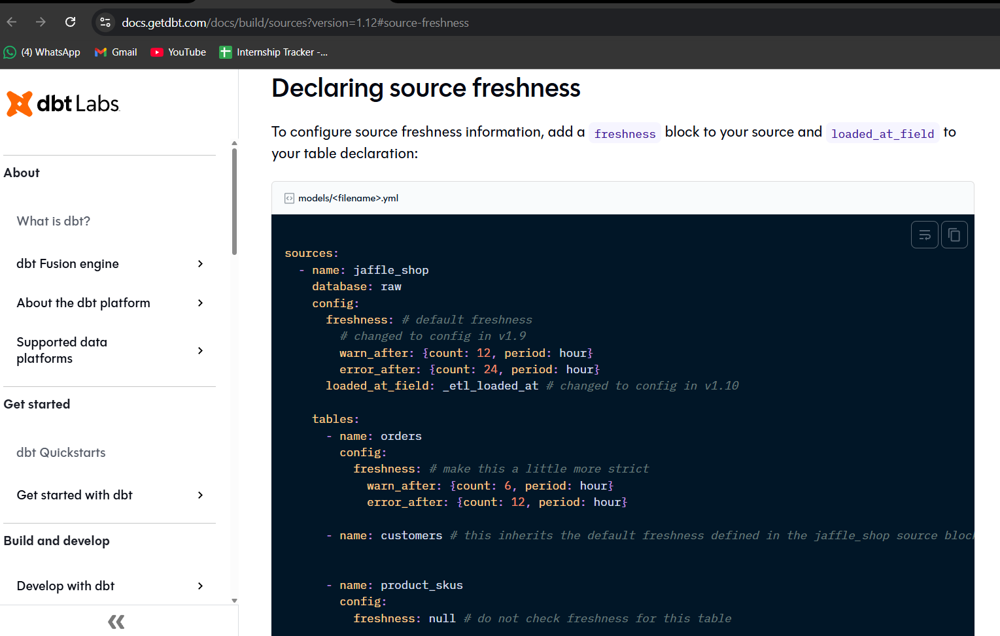 docs.getdbt.com/docs/build/sources?version=1.12#source-freshness
(4) WhatsApp
Gmail
YouTube
Internship Tracker -...
dbt Labs
About
What is dbt?
dbt Fusion engine
About the dbt platform
Supported data
platforms
Get started
dbt Quickstarts
Get started with dbt
Build and develop
Develop with dbt
Declaring source freshness
To configure source freshness information, add a freshness block to your source and loaded_at_field to
your table declaration:
models/<filename>.yml
sources:
  - name: jaffle_shop
    database: raw
    config:
      freshness: # default freshness
        # changed to config in v1.9
        warn_after: {count: 12, period: hour}
        error_after: {count: 24, period: hour}
      loaded_at_field: _etl_loaded_at # changed to config in v1.10
    tables:
      - name: orders
        config:
          freshness: # make this a little more strict
            warn_after: {count: 6, period: hour}
            error_after: {count: 12, period: hour}
      - name: customers # this inherits the default freshness defined in the jaffle_shop source block
      - name: product_skus
        config:
          freshness: null # do not check freshness for this table